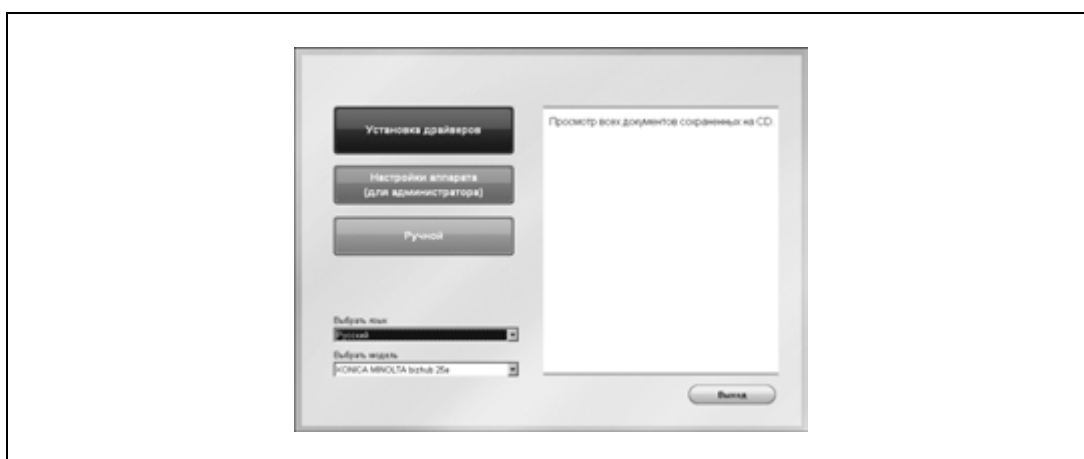 Установка драйверов
Настройки аппарата
(для администратора)
Ручной
Просмотр всех документов сохраненных на CD.
Выбрать язык
Русский
Выбрать модель
KONICA MINOLTA bizhub 25e
Выход